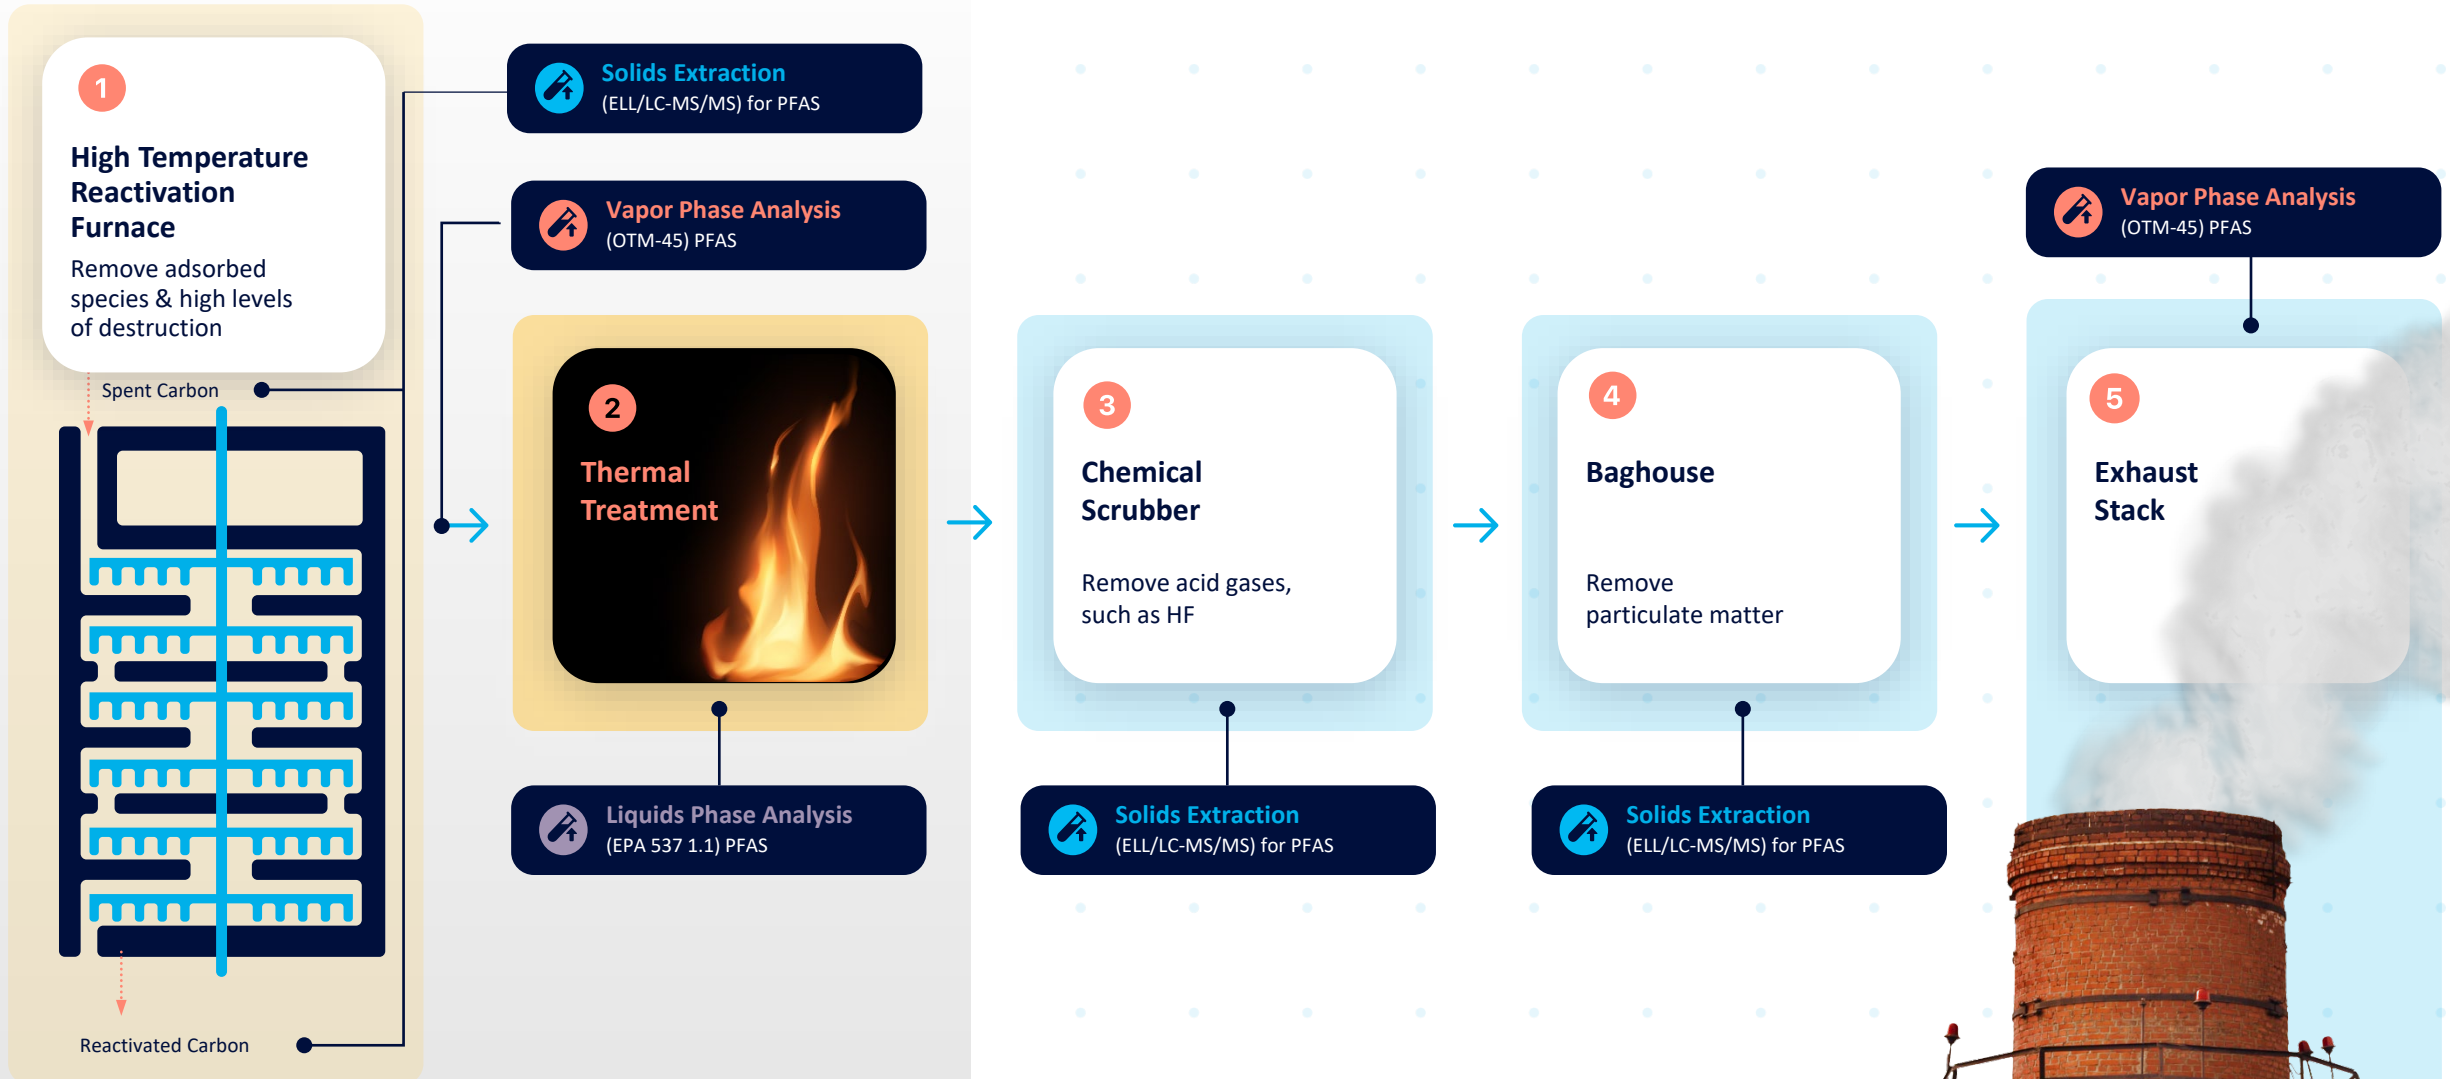 1
High Temperature
Reactivation
Furnace
Remove adsorbed
species & high levels
of destruction
Spent Carbon
Reactivated Carbon
Solids Extraction
(ELL/LC-MS/MS) for PFAS
Vapor Phase Analysis
(OTM-45) PFAS
2
Thermal
Treatment
Liquids Phase Analysis
(EPA 537 1.1) PFAS
3
Chemical
Scrubber
Remove acid gases,
such as HF
Solids Extraction
(ELL/LC-MS/MS) for PFAS
4
Baghouse
Remove
particulate matter
Solids Extraction
(ELL/LC-MS/MS) for PFAS
Vapor Phase Analysis
(OTM-45) PFAS
5
Exhaust
Stack